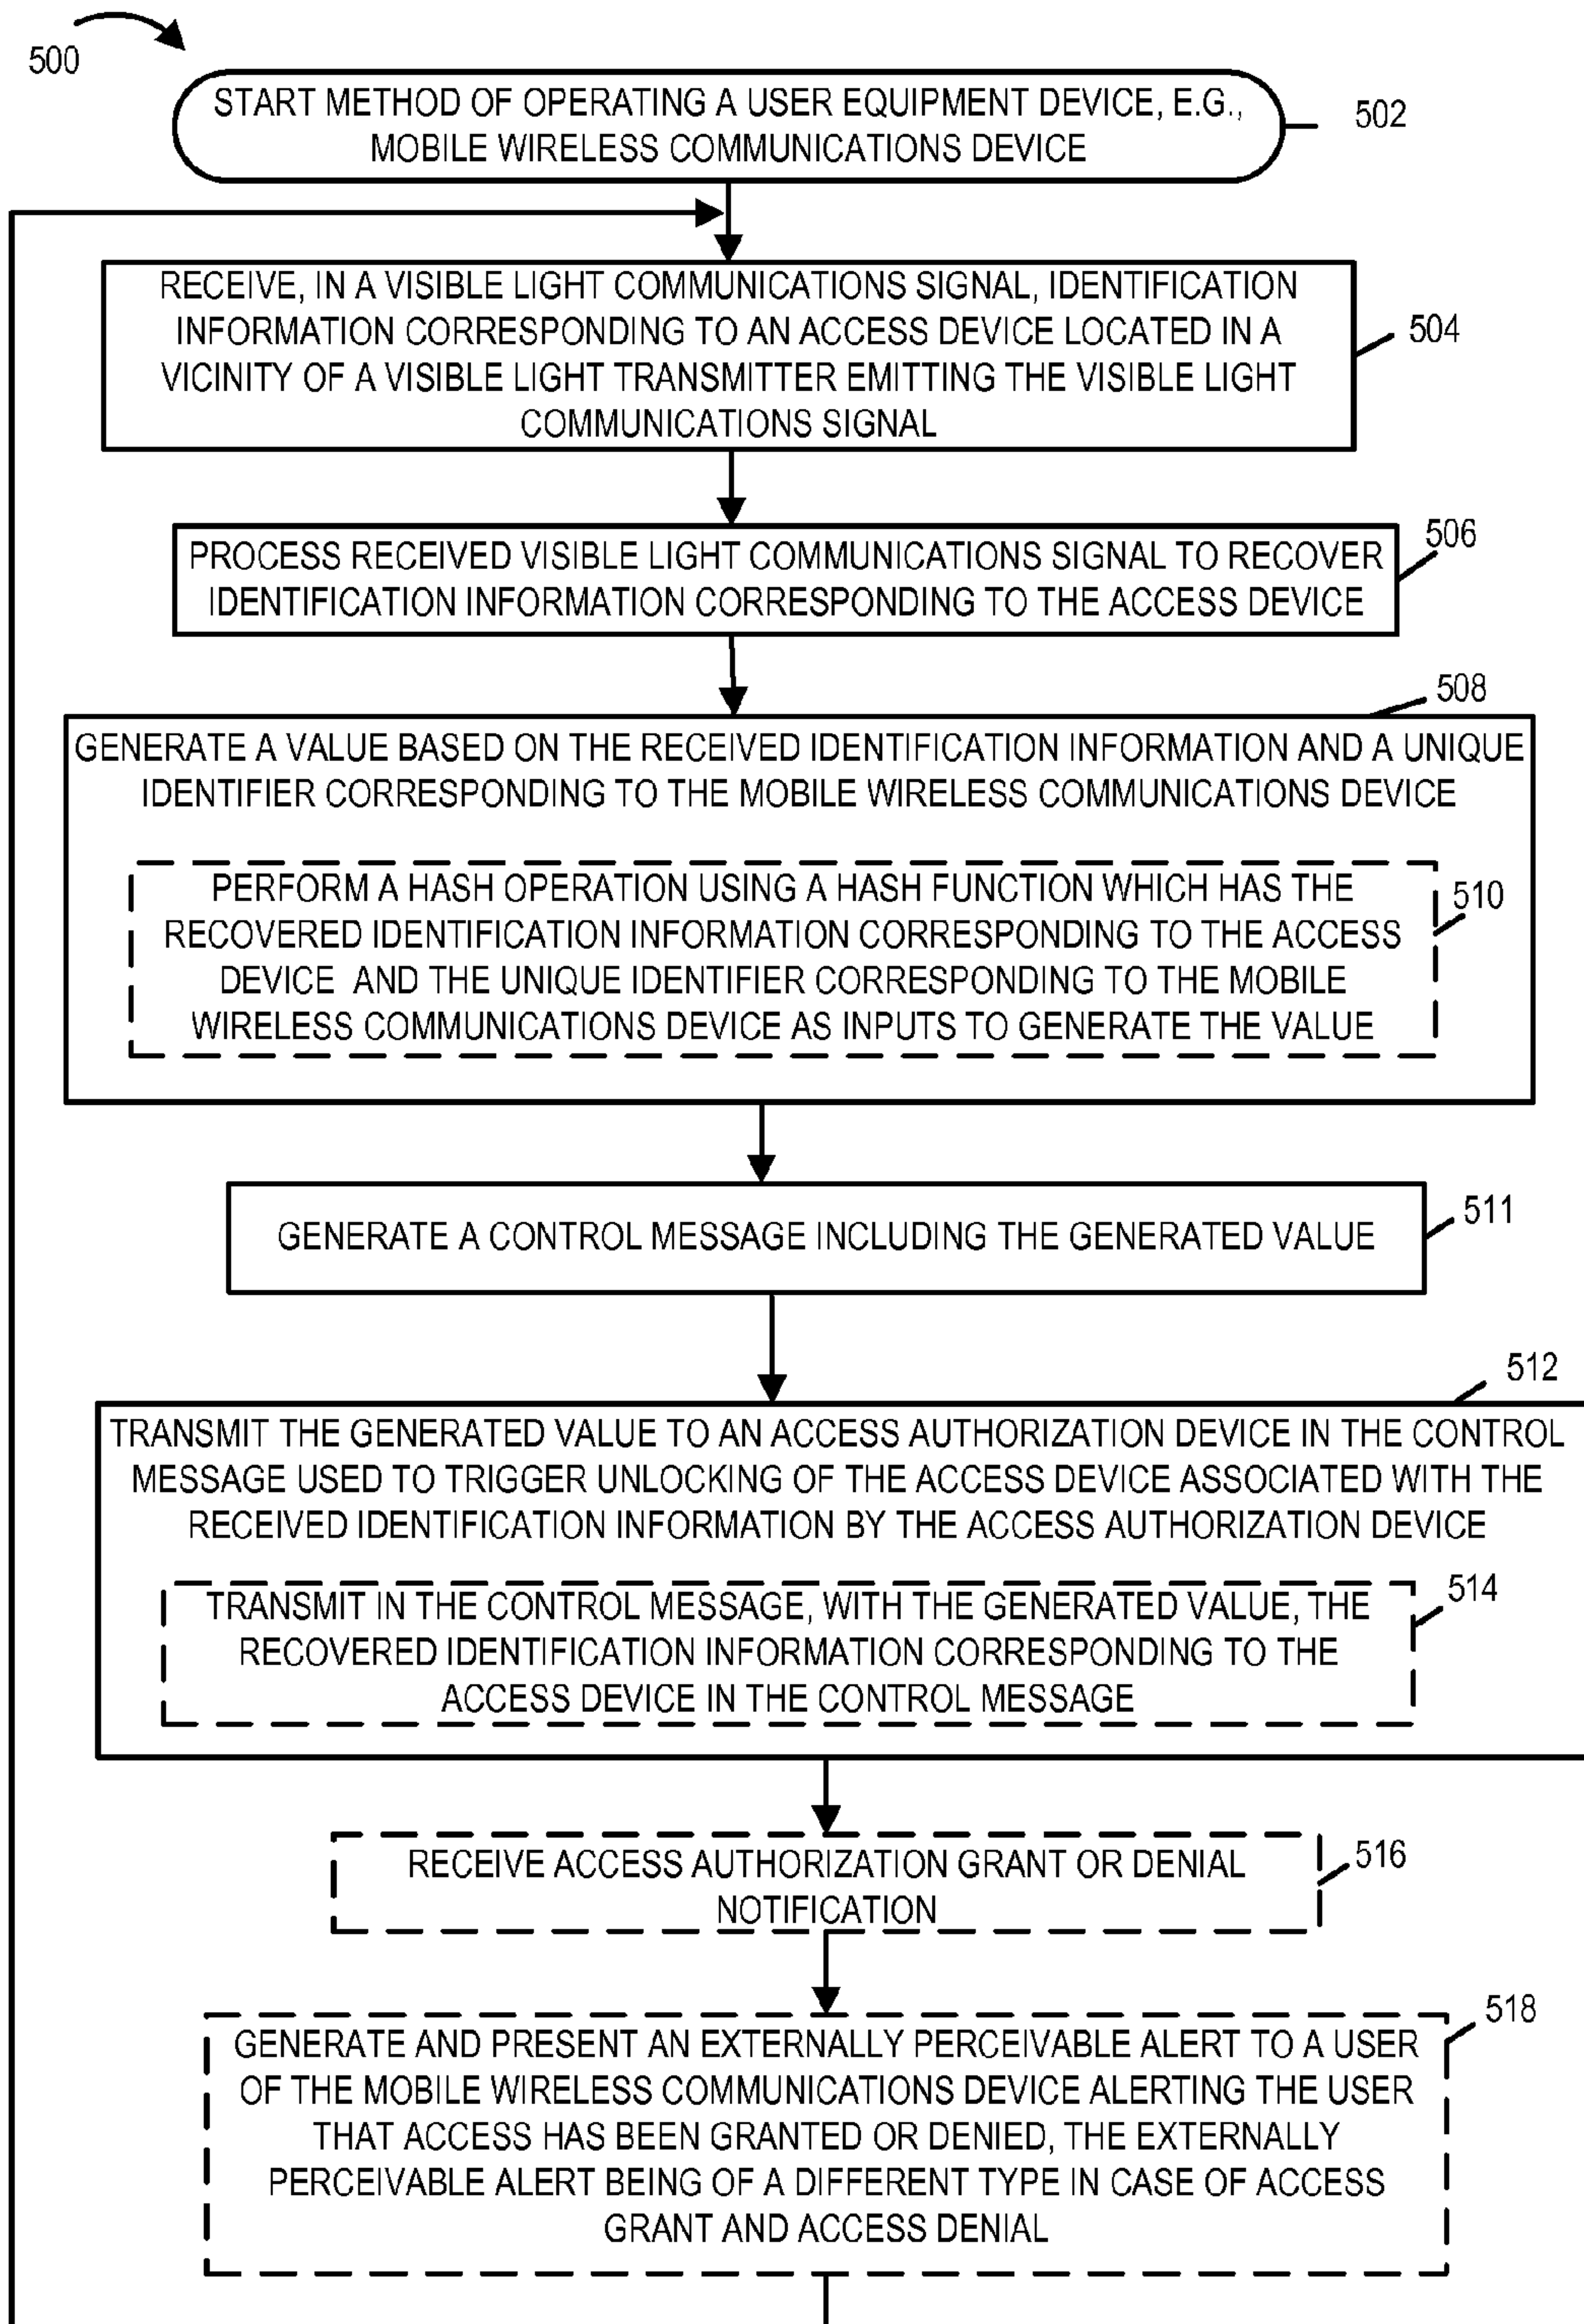 500
START METHOD OF OPERATING A USER EQUIPMENT DEVICE, E.G.,
MOBILE WIRELESS COMMUNICATIONS DEVICE
502
RECEIVE, IN A VISIBLE LIGHT COMMUNICATIONS SIGNAL, IDENTIFICATION
INFORMATION CORRESPONDING TO AN ACCESS DEVICE LOCATED IN A
VICINITY OF A VISIBLE LIGHT TRANSMITTER EMITTING THE VISIBLE LIGHT
COMMUNICATIONS SIGNAL
504
PROCESS RECEIVED VISIBLE LIGHT COMMUNICATIONS SIGNAL TO RECOVER
IDENTIFICATION INFORMATION CORRESPONDING TO THE ACCESS DEVICE
506
508
GENERATE A VALUE BASED ON THE RECEIVED IDENTIFICATION INFORMATION AND A UNIQUE
IDENTIFIER CORRESPONDING TO THE MOBILE WIRELESS COMMUNICATIONS DEVICE
PERFORM A HASH OPERATION USING A HASH FUNCTION WHICH HAS THE
RECOVERED IDENTIFICATION INFORMATION CORRESPONDING TO THE ACCESS
DEVICE AND THE UNIQUE IDENTIFIER CORRESPONDING TO THE MOBILE
WIRELESS COMMUNICATIONS DEVICE AS INPUTS TO GENERATE THE VALUE
510
GENERATE A CONTROL MESSAGE INCLUDING THE GENERATED VALUE
511
512
TRANSMIT THE GENERATED VALUE TO AN ACCESS AUTHORIZATION DEVICE IN THE CONTROL
MESSAGE USED TO TRIGGER UNLOCKING OF THE ACCESS DEVICE ASSOCIATED WITH THE
RECEIVED IDENTIFICATION INFORMATION BY THE ACCESS AUTHORIZATION DEVICE
TRANSMIT IN THE CONTROL MESSAGE, WITH THE GENERATED VALUE, THE
RECOVERED IDENTIFICATION INFORMATION CORRESPONDING TO THE
ACCESS DEVICE IN THE CONTROL MESSAGE
514
RECEIVE ACCESS AUTHORIZATION GRANT OR DENIAL
NOTIFICATION
516
GENERATE AND PRESENT AN EXTERNALLY PERCEIVABLE ALERT TO A USER
OF THE MOBILE WIRELESS COMMUNICATIONS DEVICE ALERTING THE USER
THAT ACCESS HAS BEEN GRANTED OR DENIED, THE EXTERNALLY
PERCEIVABLE ALERT BEING OF A DIFFERENT TYPE IN CASE OF ACCESS
GRANT AND ACCESS DENIAL
518